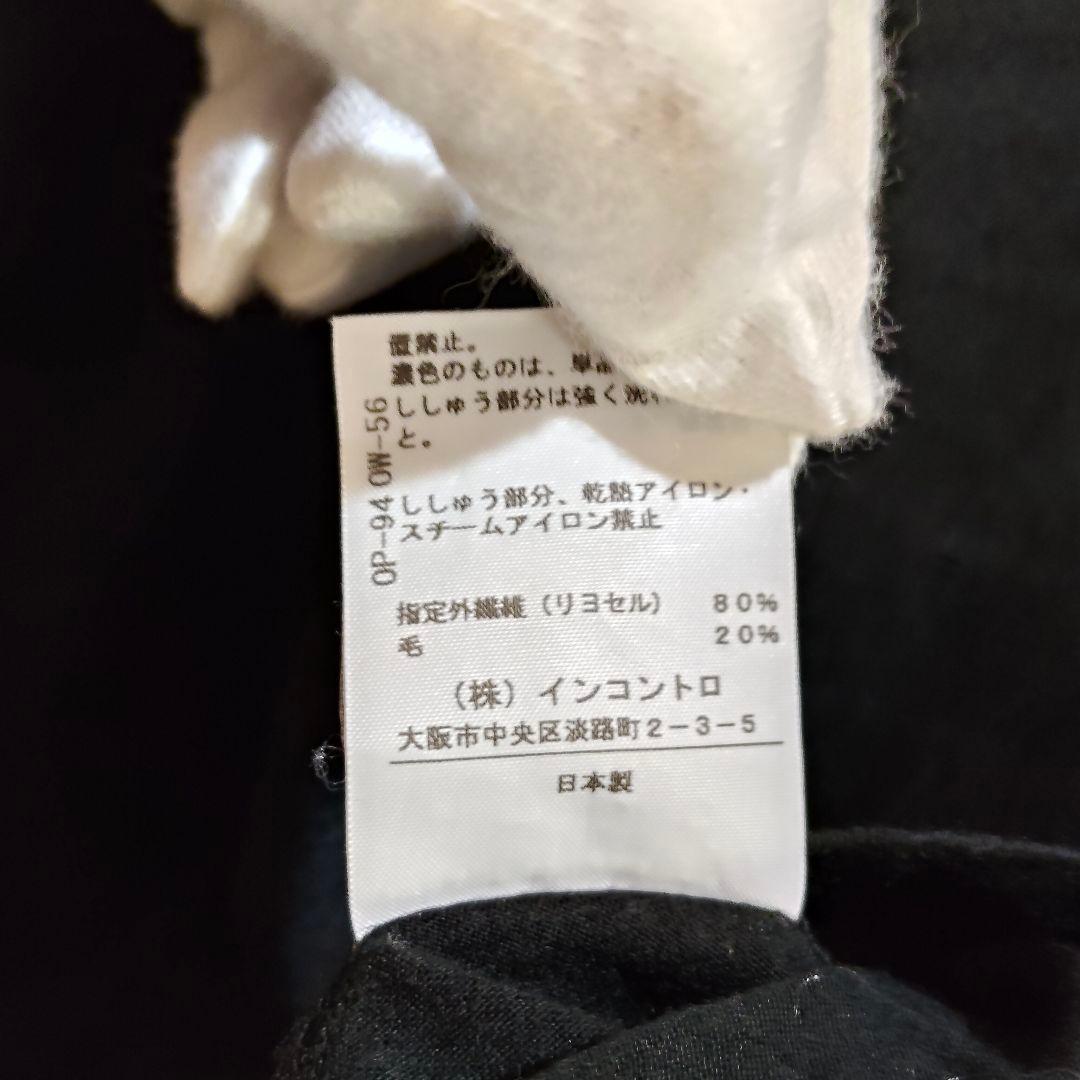 置禁止。
濃色のものは、単
ししゅう部分は強く洗
と。
ししゅう部分、乾熱アイロン・
スチームアイロン禁止
OP-94 OW-56
指定外繊維（リヨセル） 80%
毛 20%
（株）インコントロ
大阪市中央区淡路町2-3-5
日本製